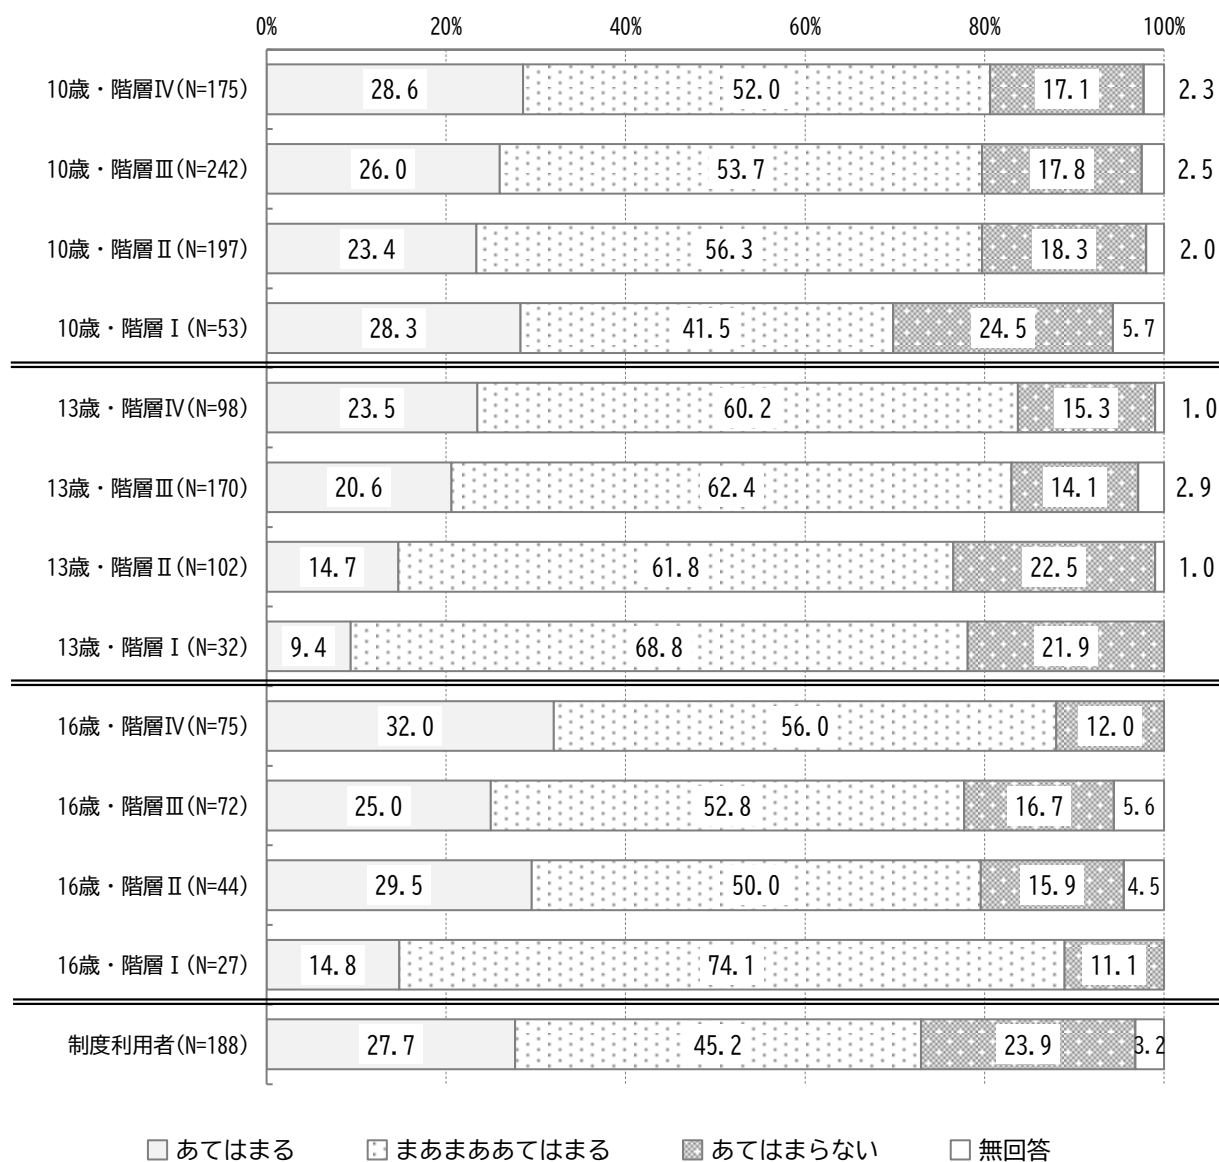 0% 20% 40% 60% 80% 100%
10歳・階層Ⅳ(N=175) 28.6 52.0 17.1 2.3
10歳・階層Ⅲ(N=242) 26.0 53.7 17.8 2.5
10歳・階層Ⅱ(N=197) 23.4 56.3 18.3 2.0
10歳・階層Ⅰ(N=53) 28.3 41.5 24.5 5.7
13歳・階層Ⅳ(N=98) 23.5 60.2 15.3 1.0
13歳・階層Ⅲ(N=170) 20.6 62.4 14.1 2.9
13歳・階層Ⅱ(N=102) 14.7 61.8 22.5 1.0
13歳・階層Ⅰ(N=32) 9.4 68.8 21.9
16歳・階層Ⅳ(N=75) 32.0 56.0 12.0
16歳・階層Ⅲ(N=72) 25.0 52.8 16.7 5.6
16歳・階層Ⅱ(N=44) 29.5 50.0 15.9 4.5
16歳・階層Ⅰ(N=27) 14.8 74.1 11.1
制度利用者(N=188) 27.7 45.2 23.9 3.2
あてはまる まあまああてはまる あてはまらない 無回答